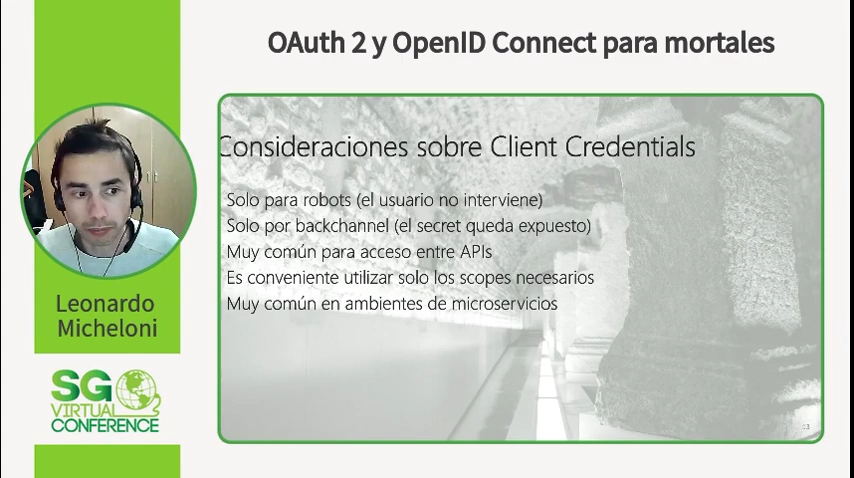 OAuth 2 y OpenID Connect para mortales
Consideraciones sobre Client Credentials
Solo para robots (el usuario no interviene)
Solo por backchannel (el secret queda expuesto)
Muy común para acceso entre APIs
Es conveniente utilizar solo los scopes necesarios
Muy común en ambientes de microservicios
Leonardo
Micheloni
SG
VIRTUAL
CONFERENCE